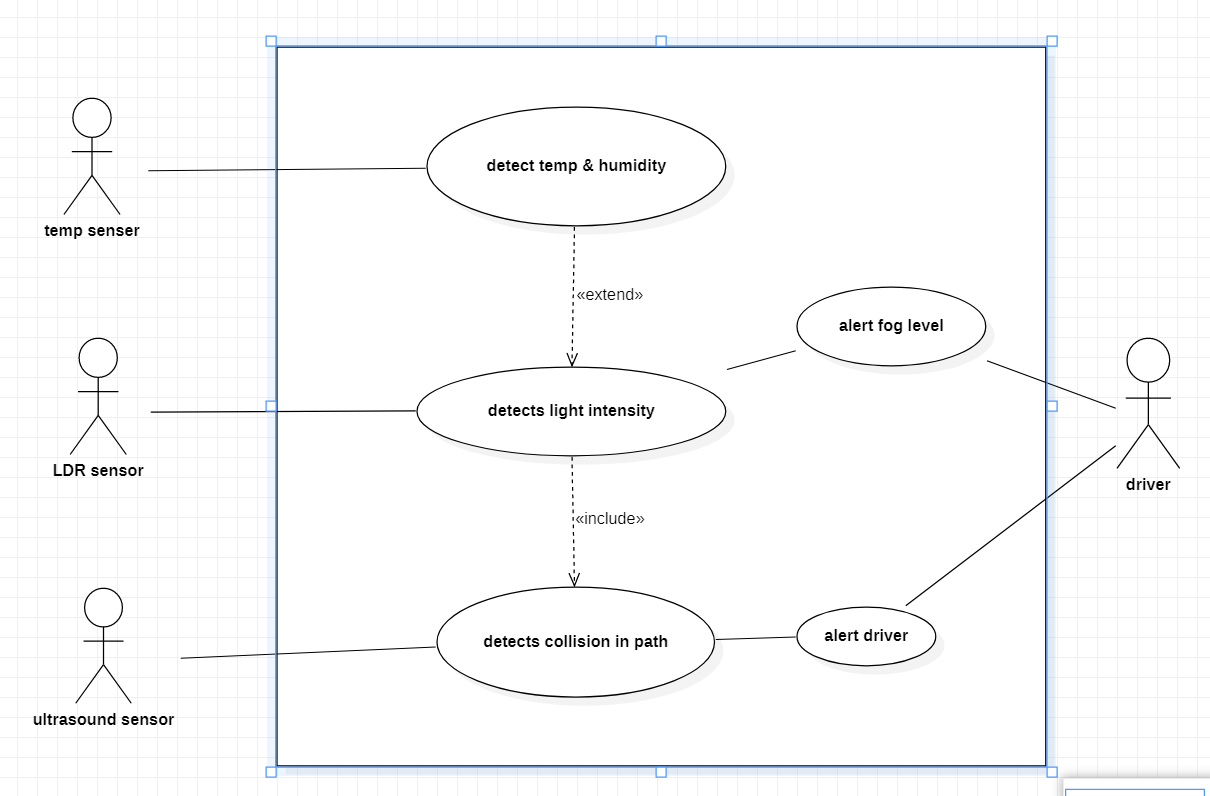 detect temp & humidity
temp senser
«extend»
alert fog level
detects light intensity
LDR sensor
driver
«include»
detects collision in path
alert driver
ultrasound sensor